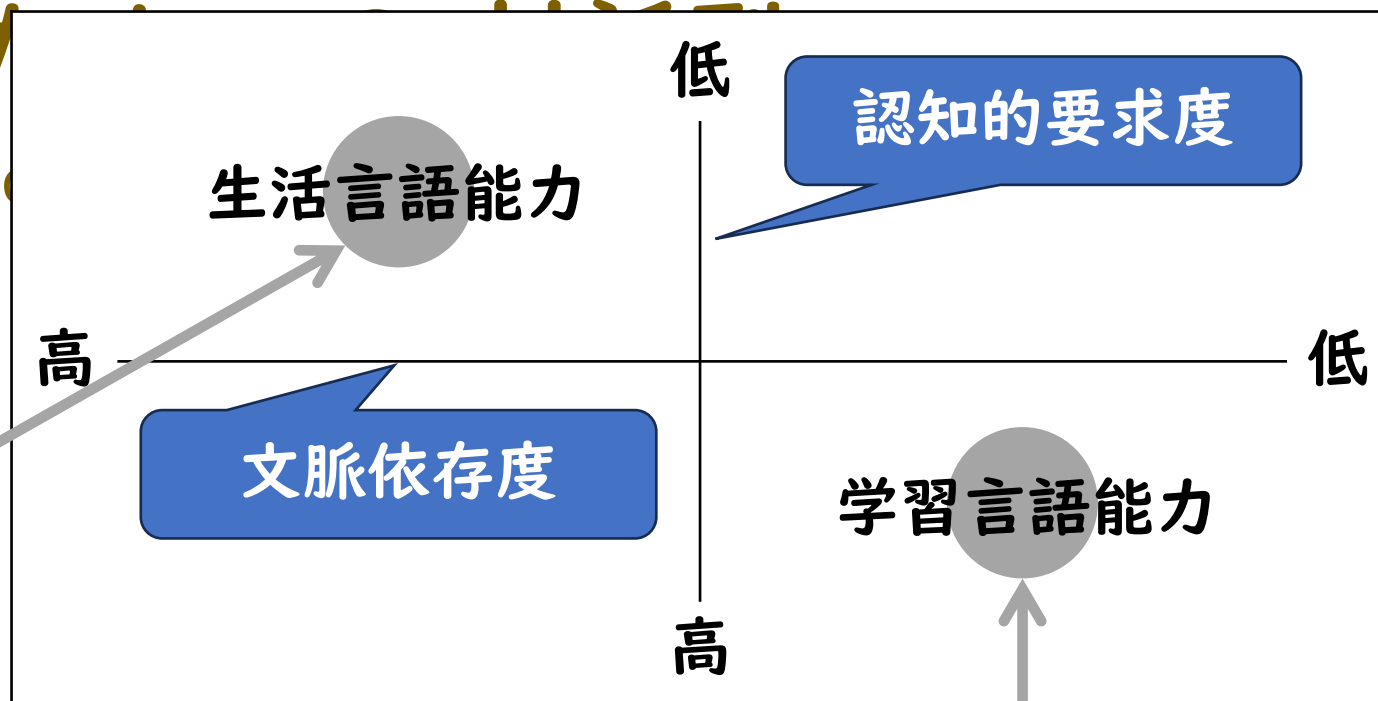 低
認知的要求度
生活言語能力
高
低
文脈依存度
学習言語能力
高